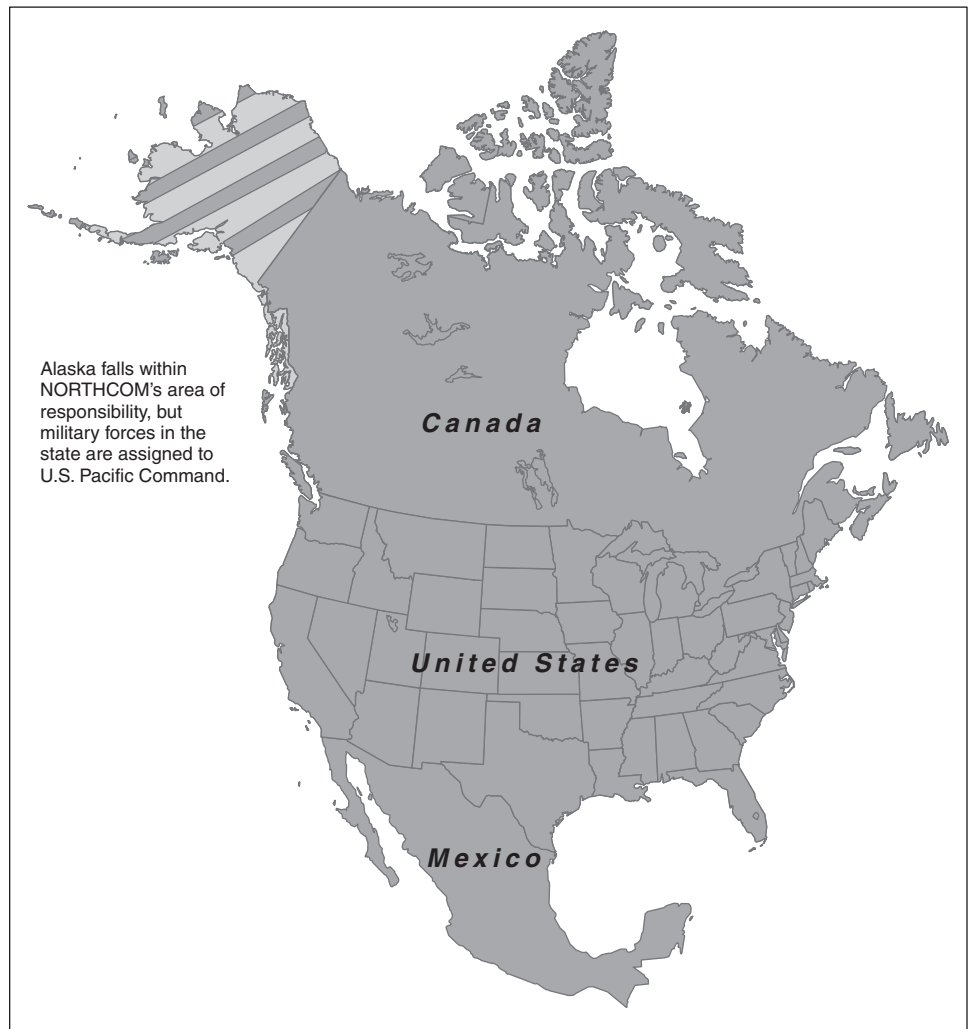 Alaska falls within
NORTHCOM's area of
responsibility, but
military forces in the
state are assigned to
U.S. Pacific Command.
Canada
United States
Mexico